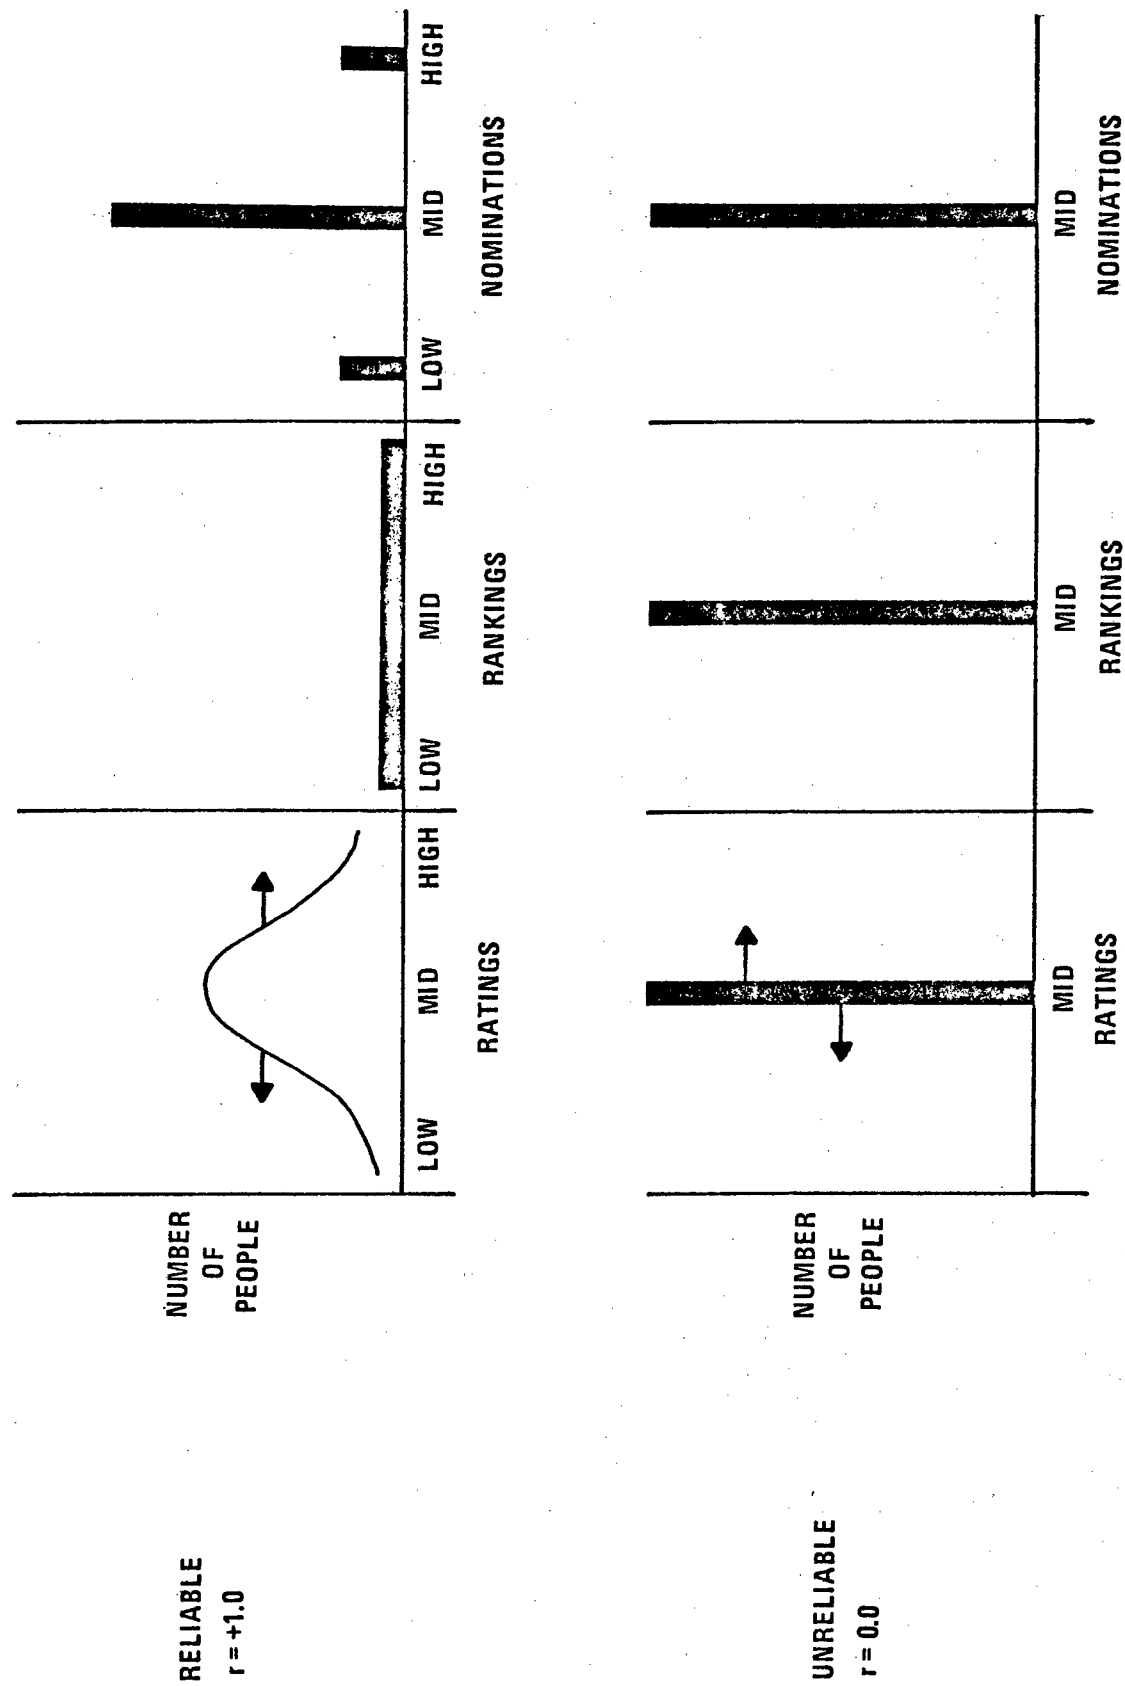 RELIABLE
r = +1.0
NUMBER
OF
PEOPLE
LOW MID HIGH LOW MID HIGH LOW MID HIGH
RATINGS RANKINGS NOMINATIONS
UNRELIABLE
r = 0.0
NUMBER
OF
PEOPLE
MID MID MID
RATINGS RANKINGS NOMINATIONS